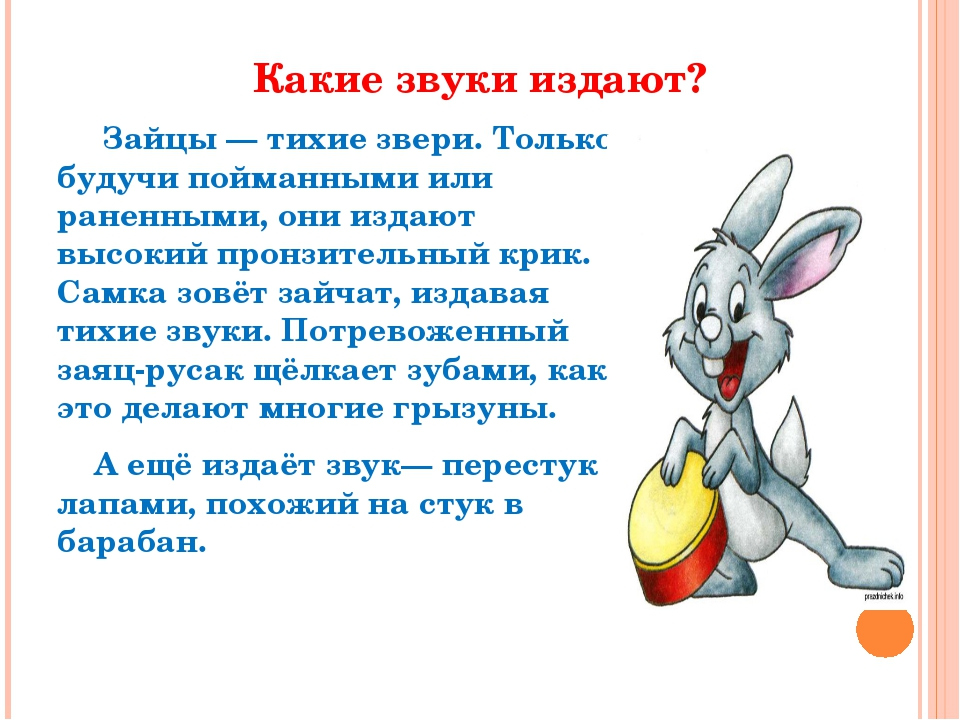 Какие звуки издают?
Зайцы — тихие звери. Только
будучи пойманными или
раненными, они издают
высокий пронзительный крик.
Самка зовёт зайчат, издавая
тихие звуки. Потревоженный
заяц-русак щёлкает зубами, как
это делают многие грызуны.
А ещё издаёт звук— перестук
лапами, похожий на стук в
барабан.
prazdnichek.info